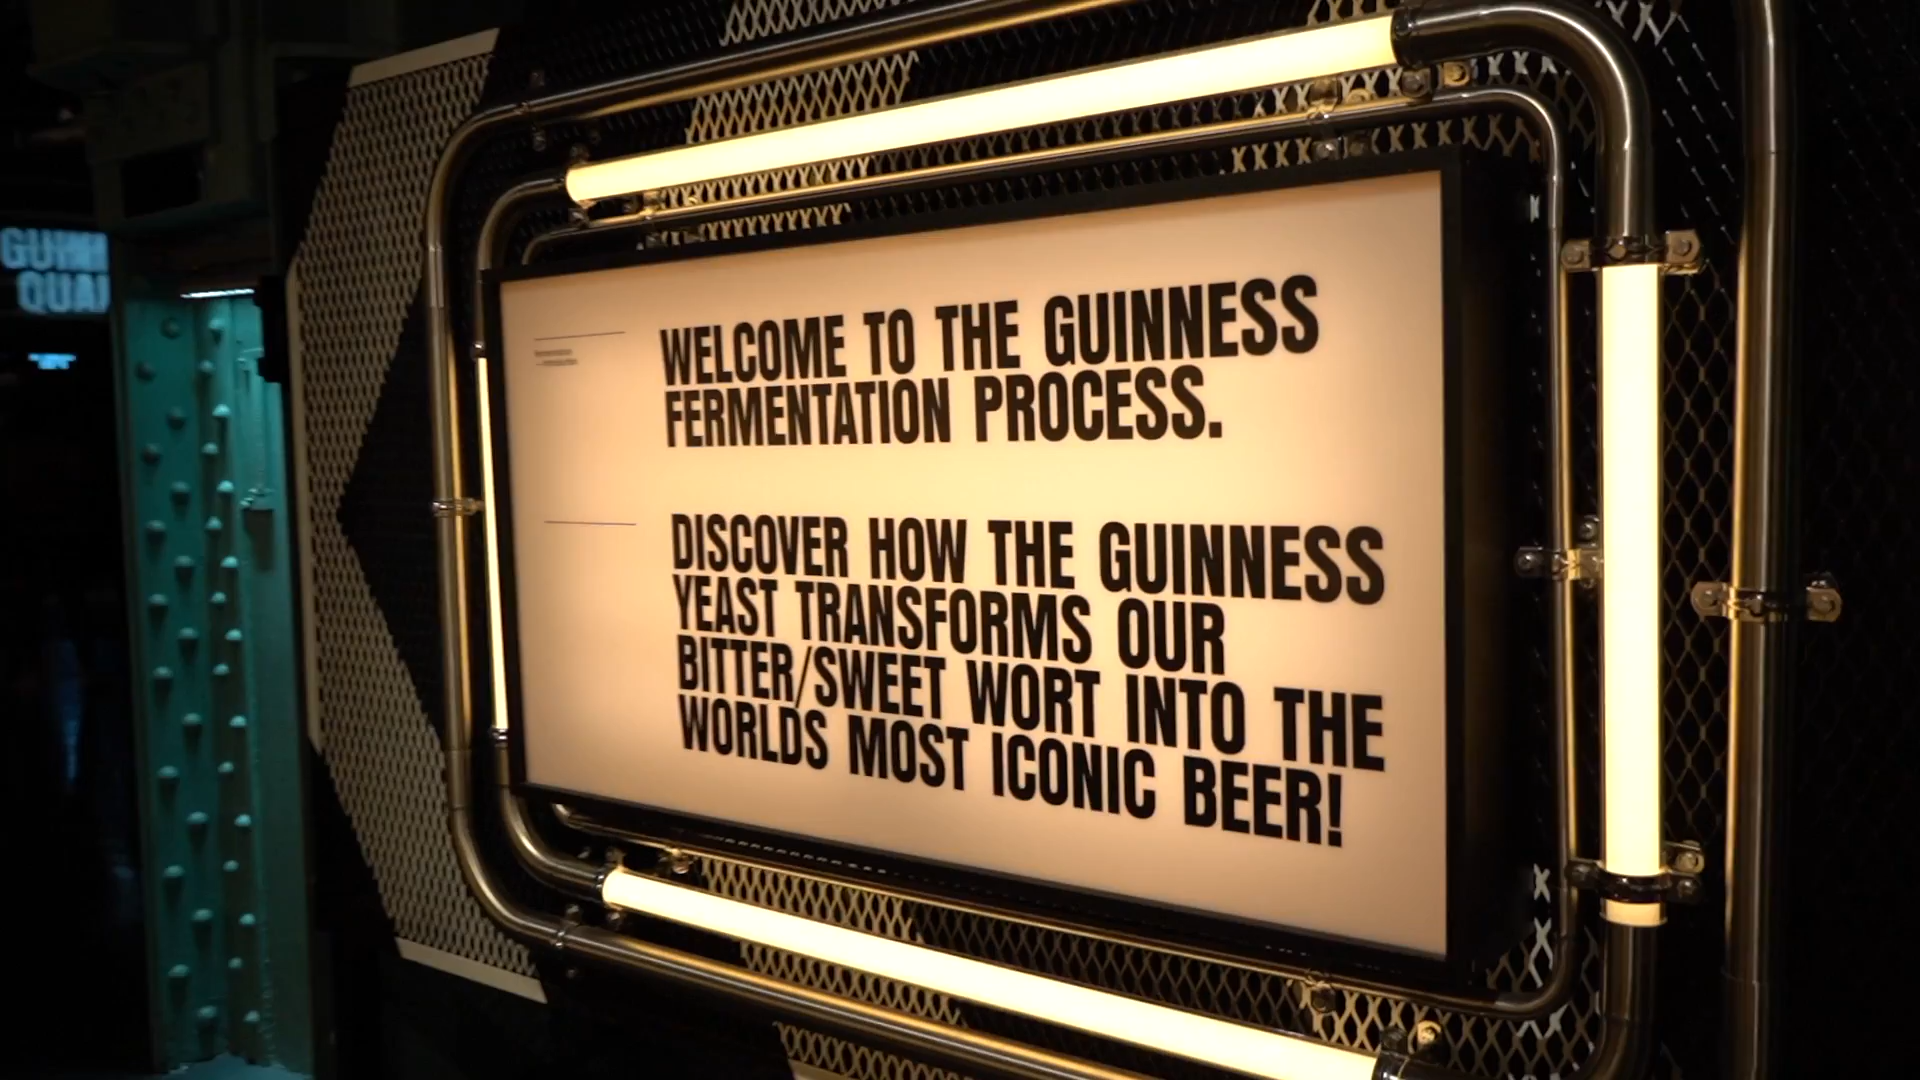 WELCOME TO THE GUINNESS
FERMENTATION PROCESS.
DISCOVER HOW THE GUINNESS
YEAST TRANSFORMS OUR
BITTER/SWEET WORT INTO THE
WORLDS MOST ICONIC BEER!